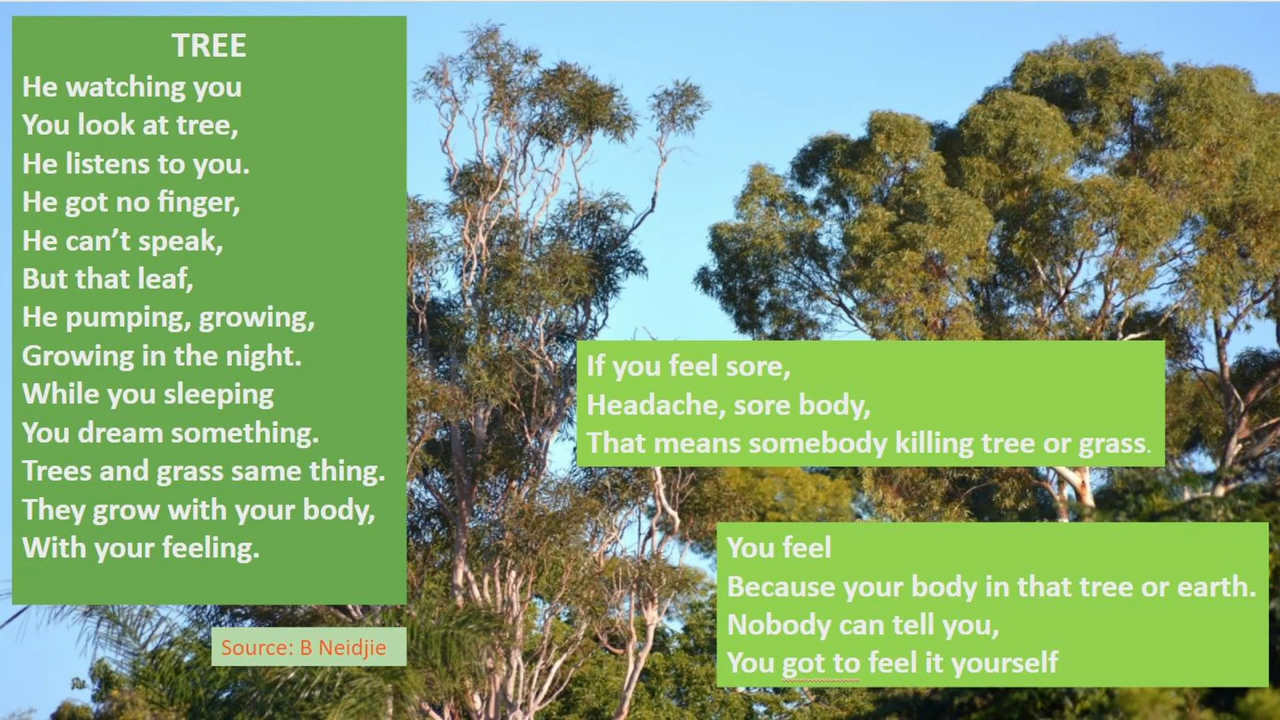 TREE
He watching you
You look at tree,
He listens to you.
He got no finger,
He can’t speak,
But that leaf,
He pumping, growing,
Growing in the night.
While you sleeping
You dream something.
Trees and grass same thing.
They grow with your body,
With your feeling.
Source: B Neidjie
If you feel sore,
Headache, sore body,
That means somebody killing tree or grass.
You feel
Because your body in that tree or earth.
Nobody can tell you,
You got to feel it yourself